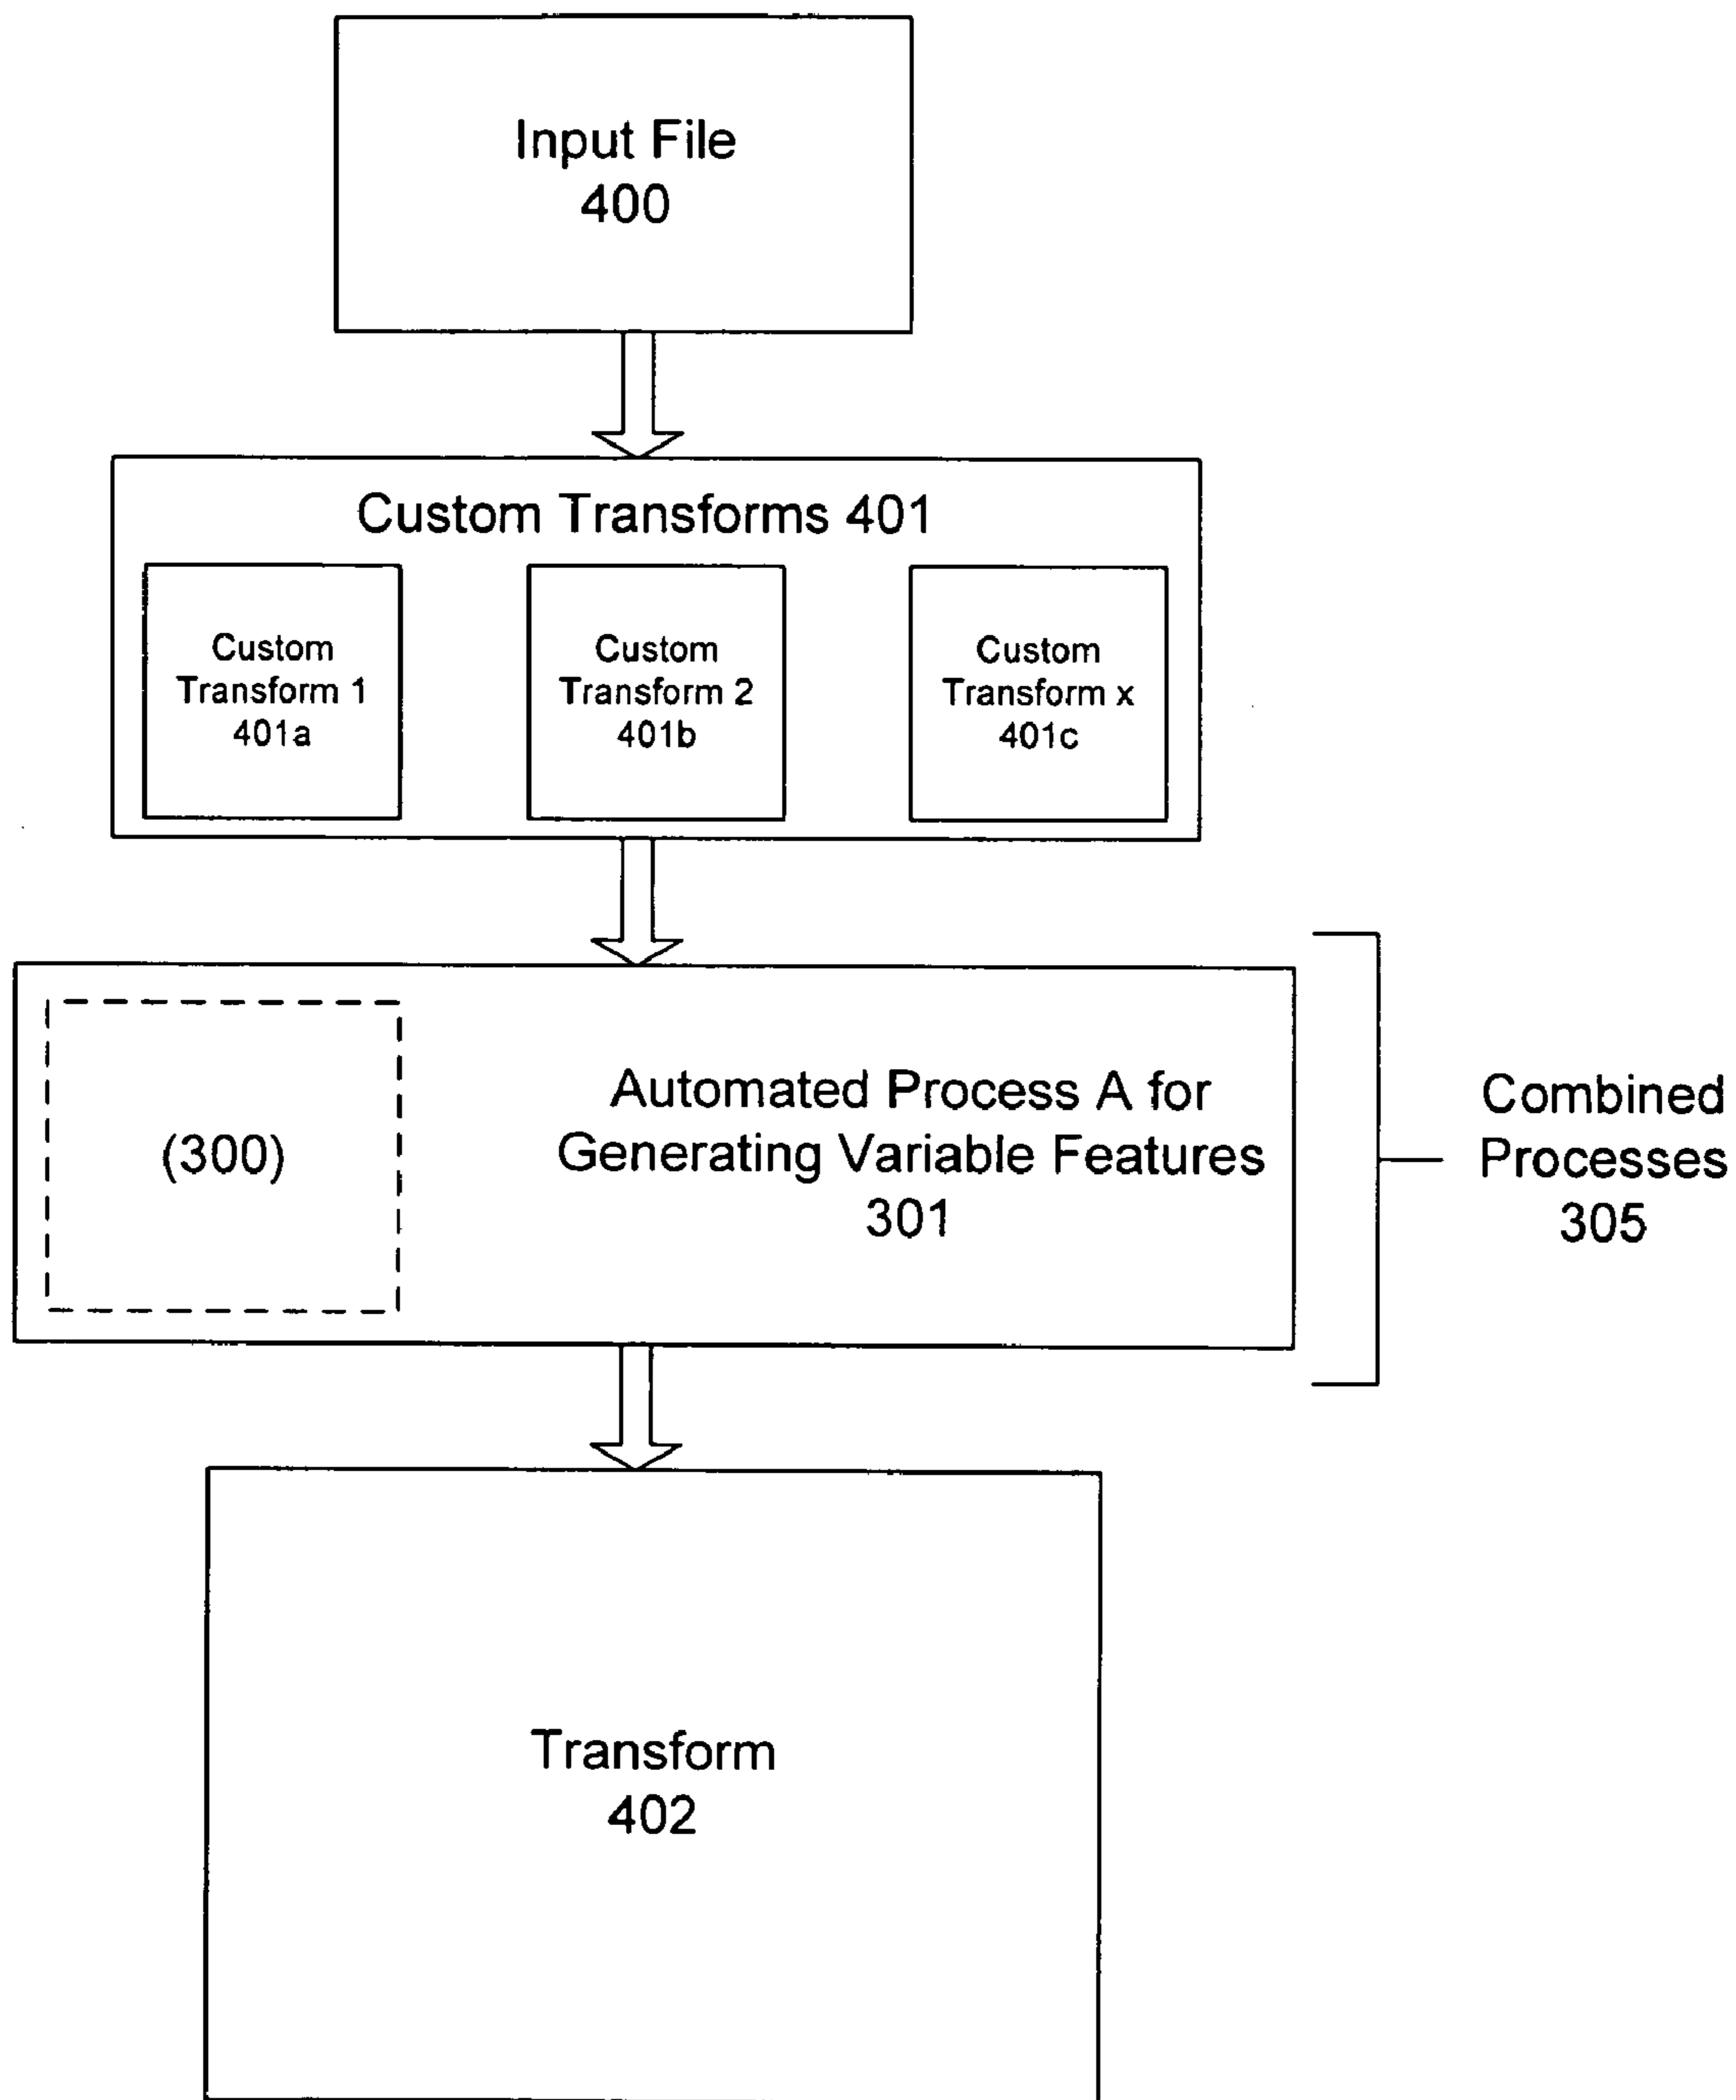 Input File
400
Custom Transforms 401
Custom
Transform 1
401a
Custom
Transform 2
401b
Custom
Transform x
401c
(300)
Automated Process A for
Generating Variable Features
301
Combined
Processes
305
Transform
402